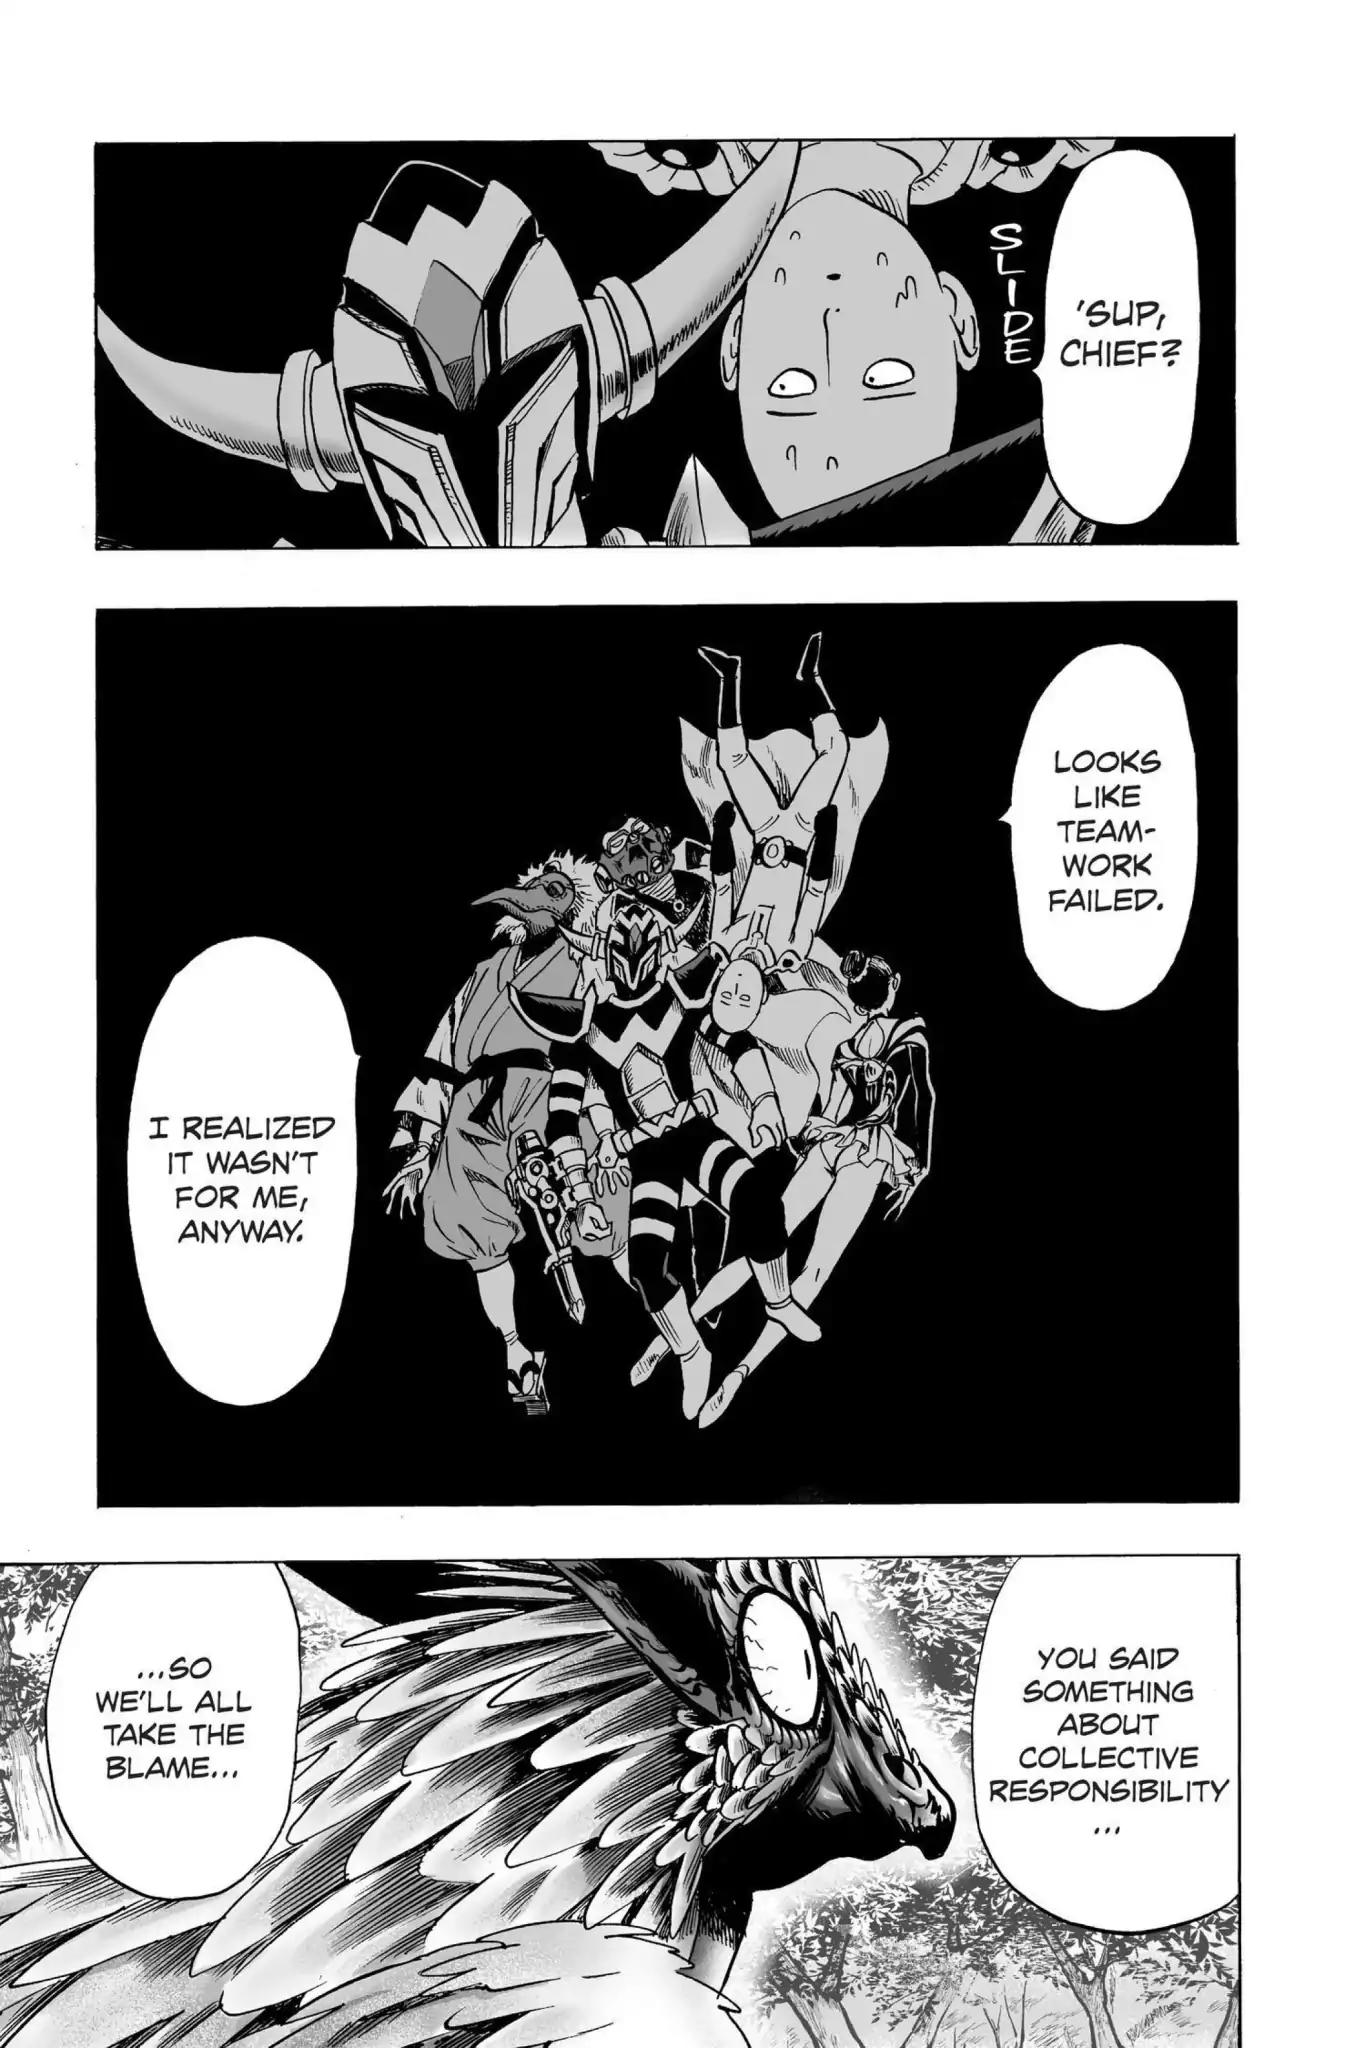 'SUP,
CHIEF?
SLIDE
LOOKS
LIKE
TEAM-
WORK
FAILED.
I REALIZED
IT WASN'T
FOR ME,
ANYWAY.
YOU SAID
SOMETHING
ABOUT
COLLECTIVE
RESPONSIBILITY
...
...SO
WE'LL ALL
TAKE THE
BLAME...